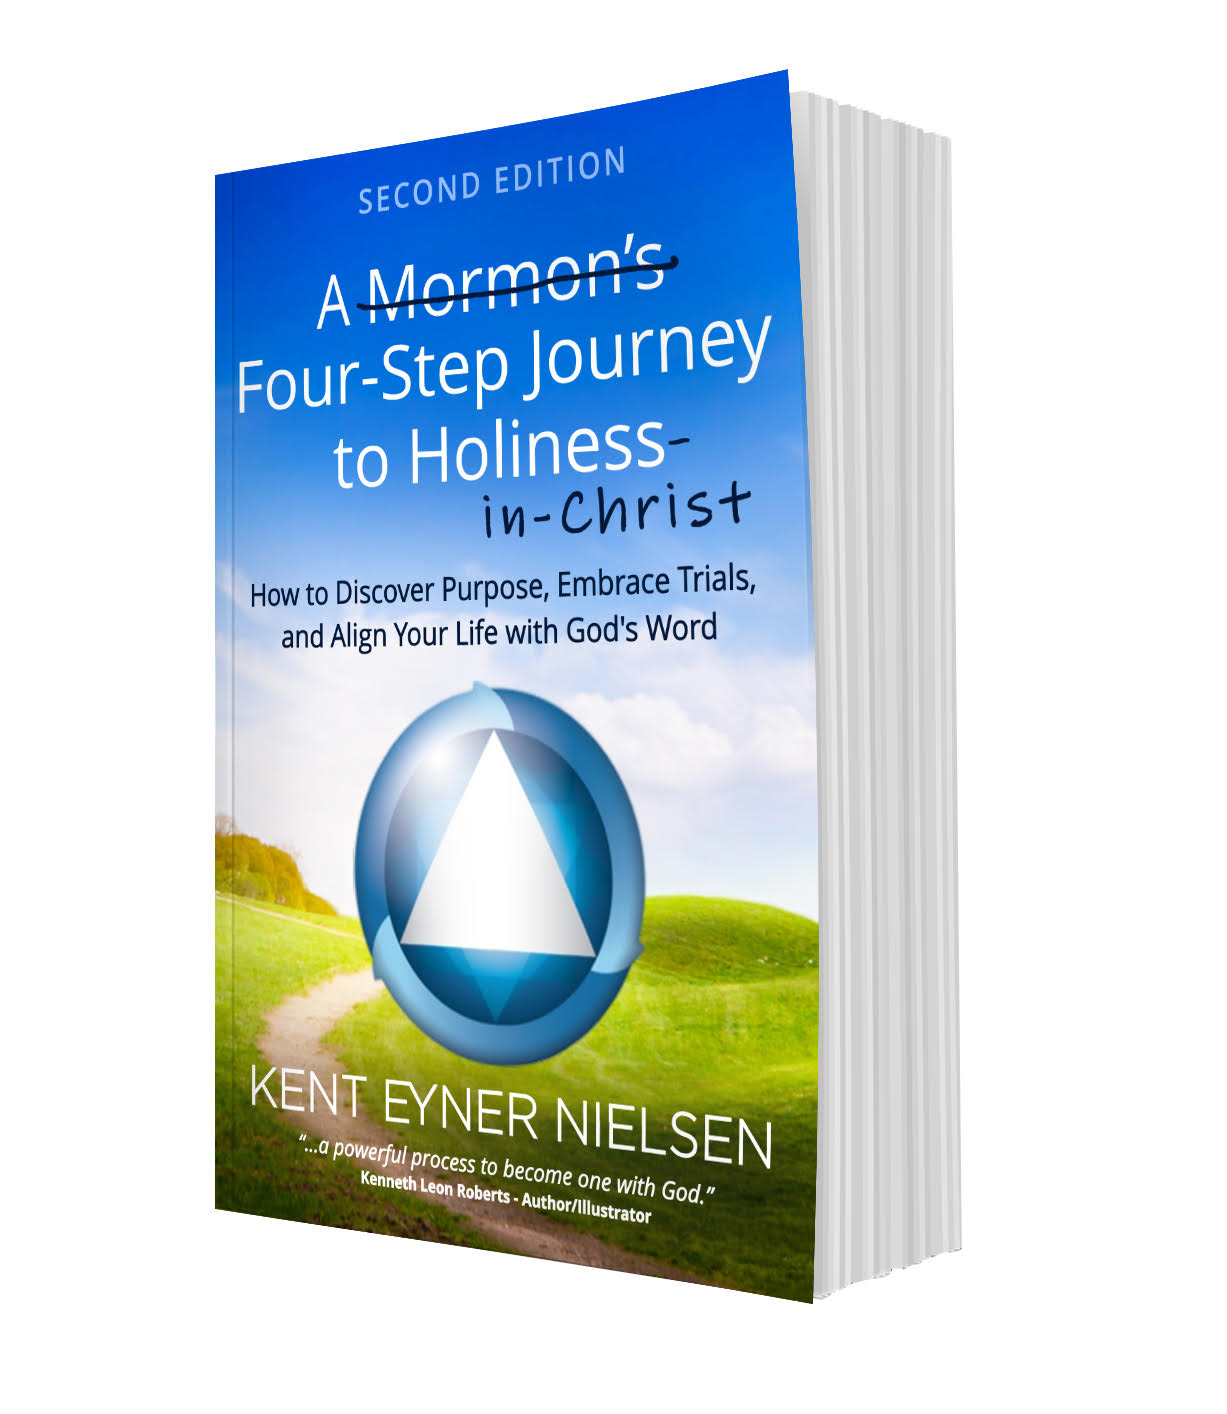 SECOND EDITION
A Mormon’s
Four-Step Journey
to Holiness-
in-Christ
How to Discover Purpose, Embrace Trials,
and Align Your Life with God's Word
KENT EYNER NIELSEN
“...a powerful process to become one with God.”
Kenneth Leon Roberts - Author/Illustrator